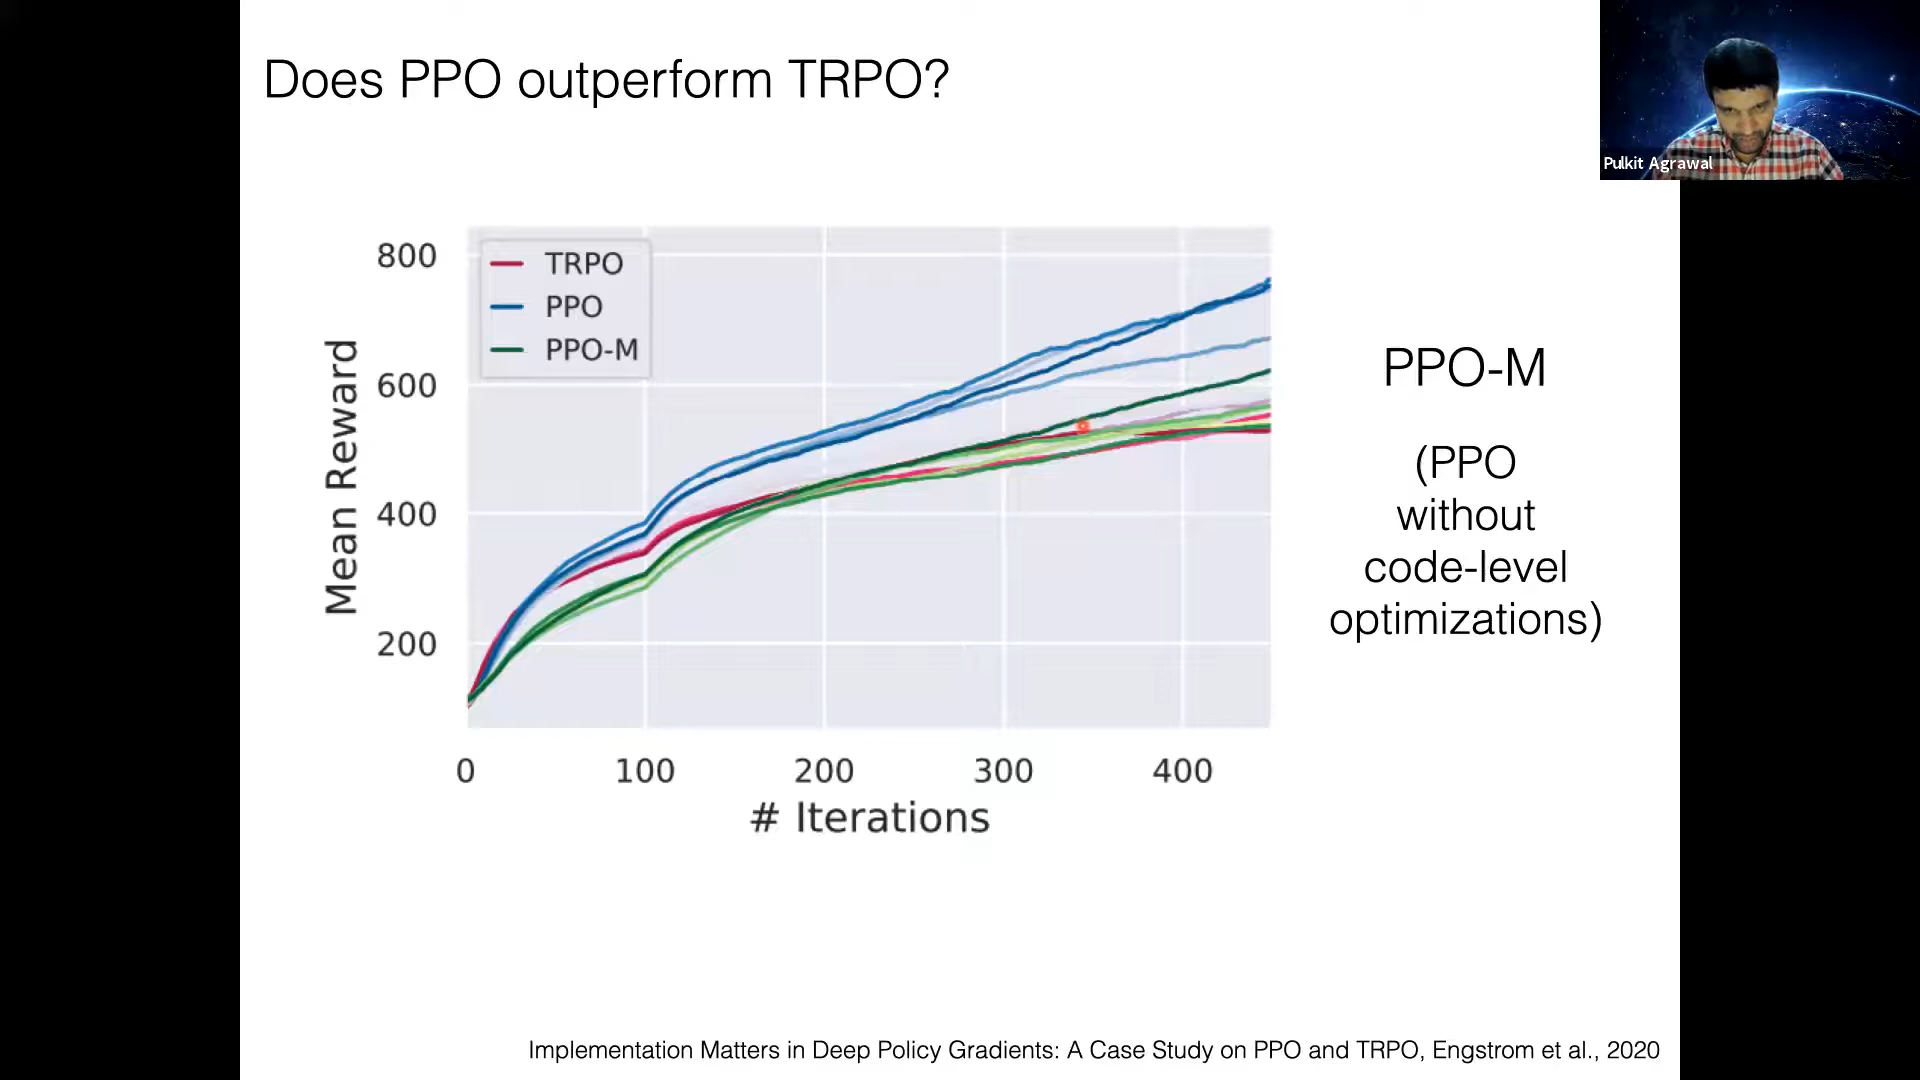 Does PPO outperform TRPO?
Pulkit Agrawal
800
600
400
200
Mean Reward
TRPO
PPO
PPO-M
0 100 200 300 400
# Iterations
PPO-M
(PPO
without
code-level
optimizations)
Implementation Matters in Deep Policy Gradients: A Case Study on PPO and TRPO, Engstrom et al., 2020